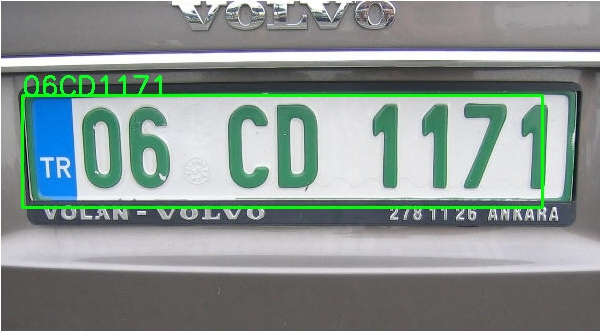 VOLVO
06CD1171
TR 06 CD 1171
VOLAN - VOLVO 278 11 26 ANKARA